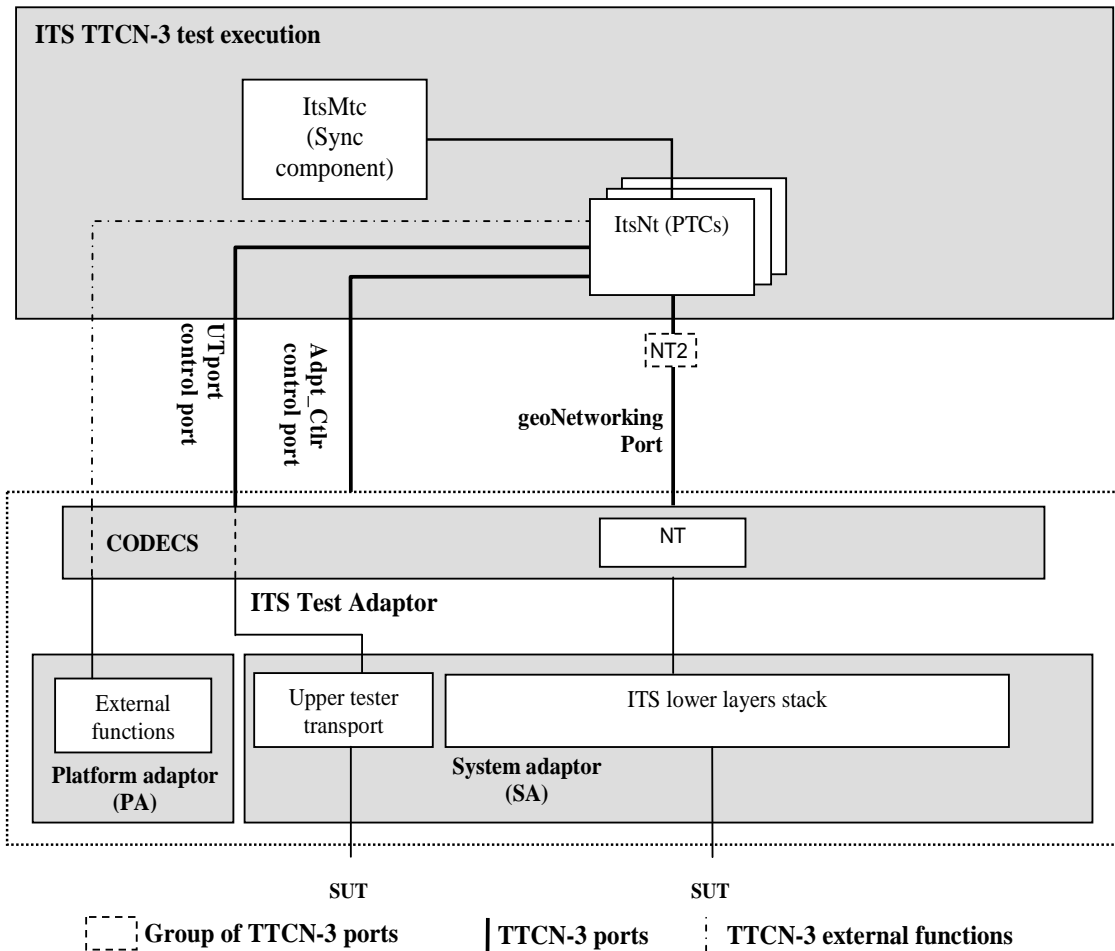 ITS TTCN-3 test execution
ItsMtc
(Sync
component)
ItsNt (PTCs)
UTport
control port
Adpt_Ctlr
control port
NT2
geoNetworking
Port
CODECS
NT
ITS Test Adaptor
External
functions
Platform adaptor
(PA)
Upper tester
transport
ITS lower layers stack
System adaptor
(SA)
SUT
SUT
Group of TTCN-3 ports
TTCN-3 ports
TTCN-3 external functions